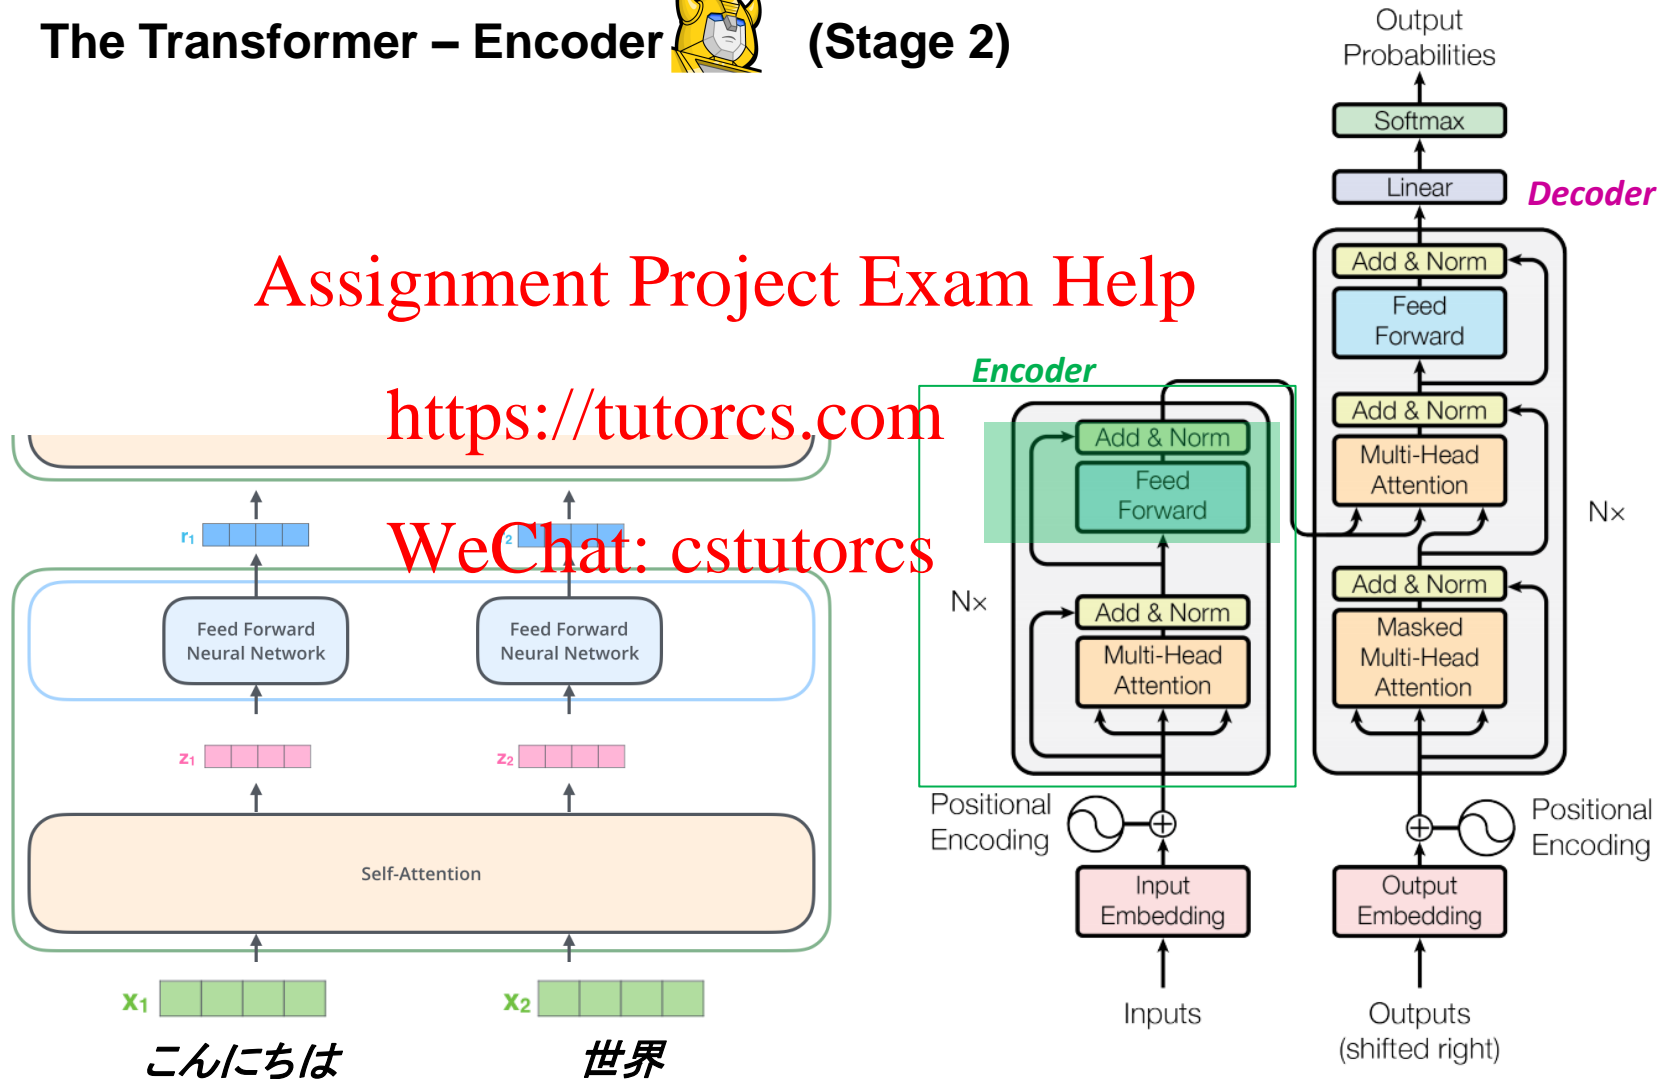 The Transformer – Encoder (Stage 2)
Output
Probabilities
Softmax
Linear
Decoder
Add & Norm
Feed
Forward
Add & Norm
Multi-Head
Attention
Nx
Add & Norm
Masked
Multi-Head
Attention
Positional
Encoding
Output
Embedding
Outputs
(shifted right)
Assignment Project Exam Help
https://tutorcs.com
WeChat: cstutorcs
Encoder
Add & Norm
Feed
Forward
Nx
Add & Norm
Multi-Head
Attention
Positional
Encoding
Input
Embedding
Inputs
r1
2
Feed Forward
Neural Network
Feed Forward
Neural Network
z1
z2
Self-Attention
x1
x2
こんにちは
世界